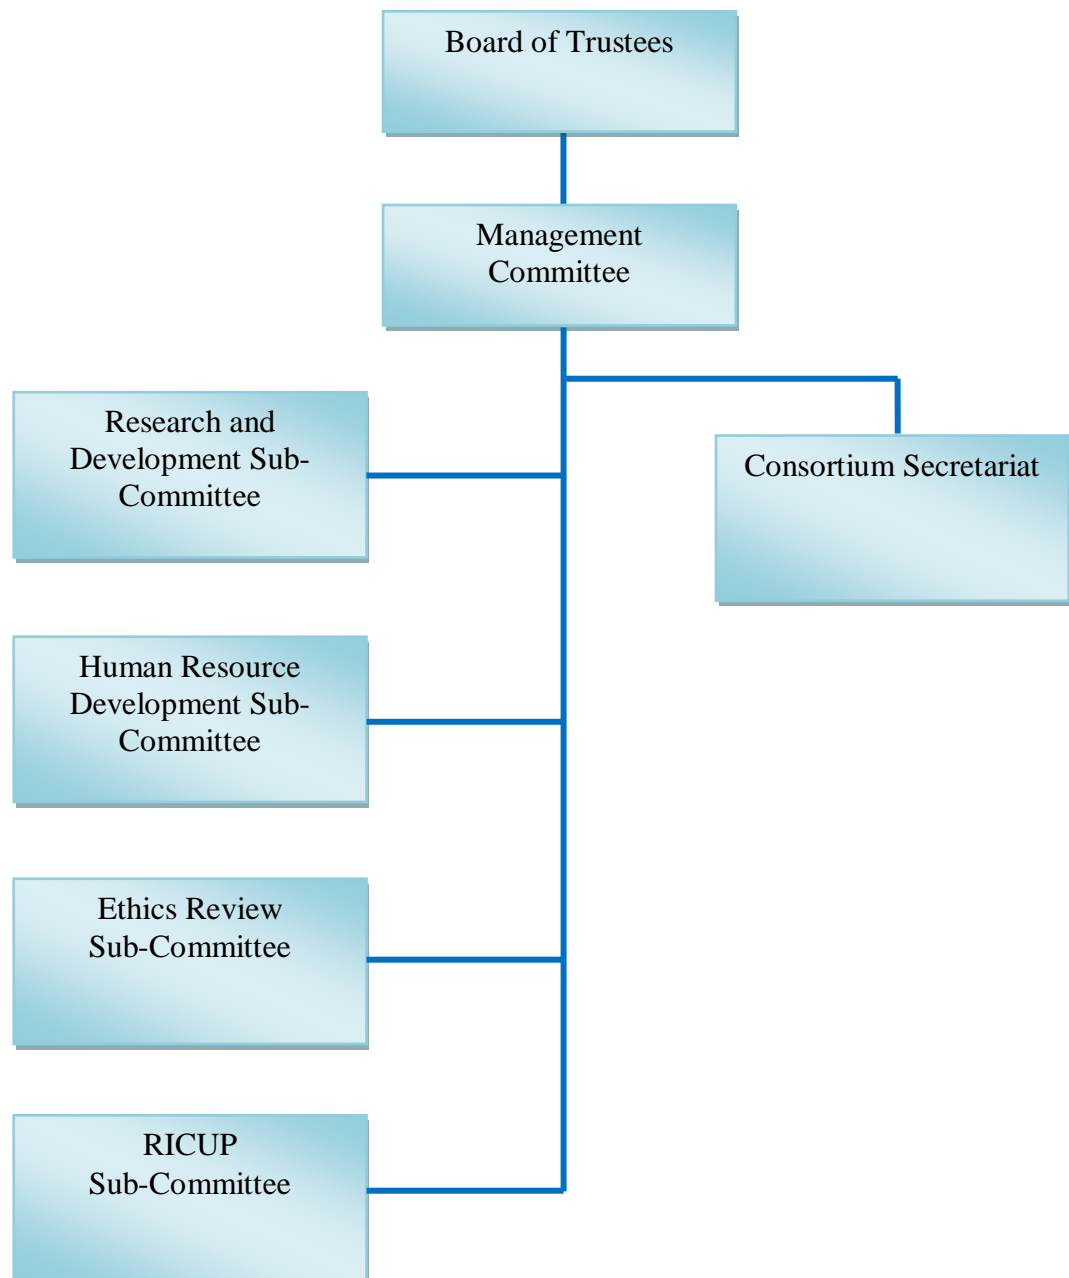 Board of Trustees
Management
Committee
Research and
Development Sub-
Committee
Consortium Secretariat
Human Resource
Development Sub-
Committee
Ethics Review
Sub-Committee
RICUP
Sub-Committee